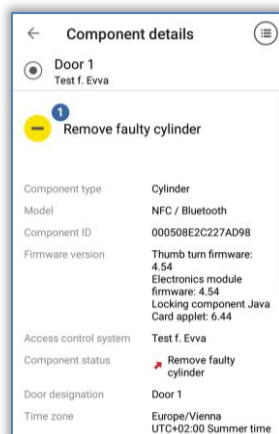 Component details
Door 1
Test f. Evva
1
Remove faulty cylinder
Component type Cylinder
Model NFC / Bluetooth
Component ID 000508E2C227AD98
Firmware version Thumb turn firmware:
4.54
Electronics module
firmware: 4.54
Locking component Java
Card applet: 6.44
Access control system Test f. Evva
Component status Remove faulty
cylinder
Door designation Door 1
Time zone Europe/Vienna
UTC+02:00 Summer time